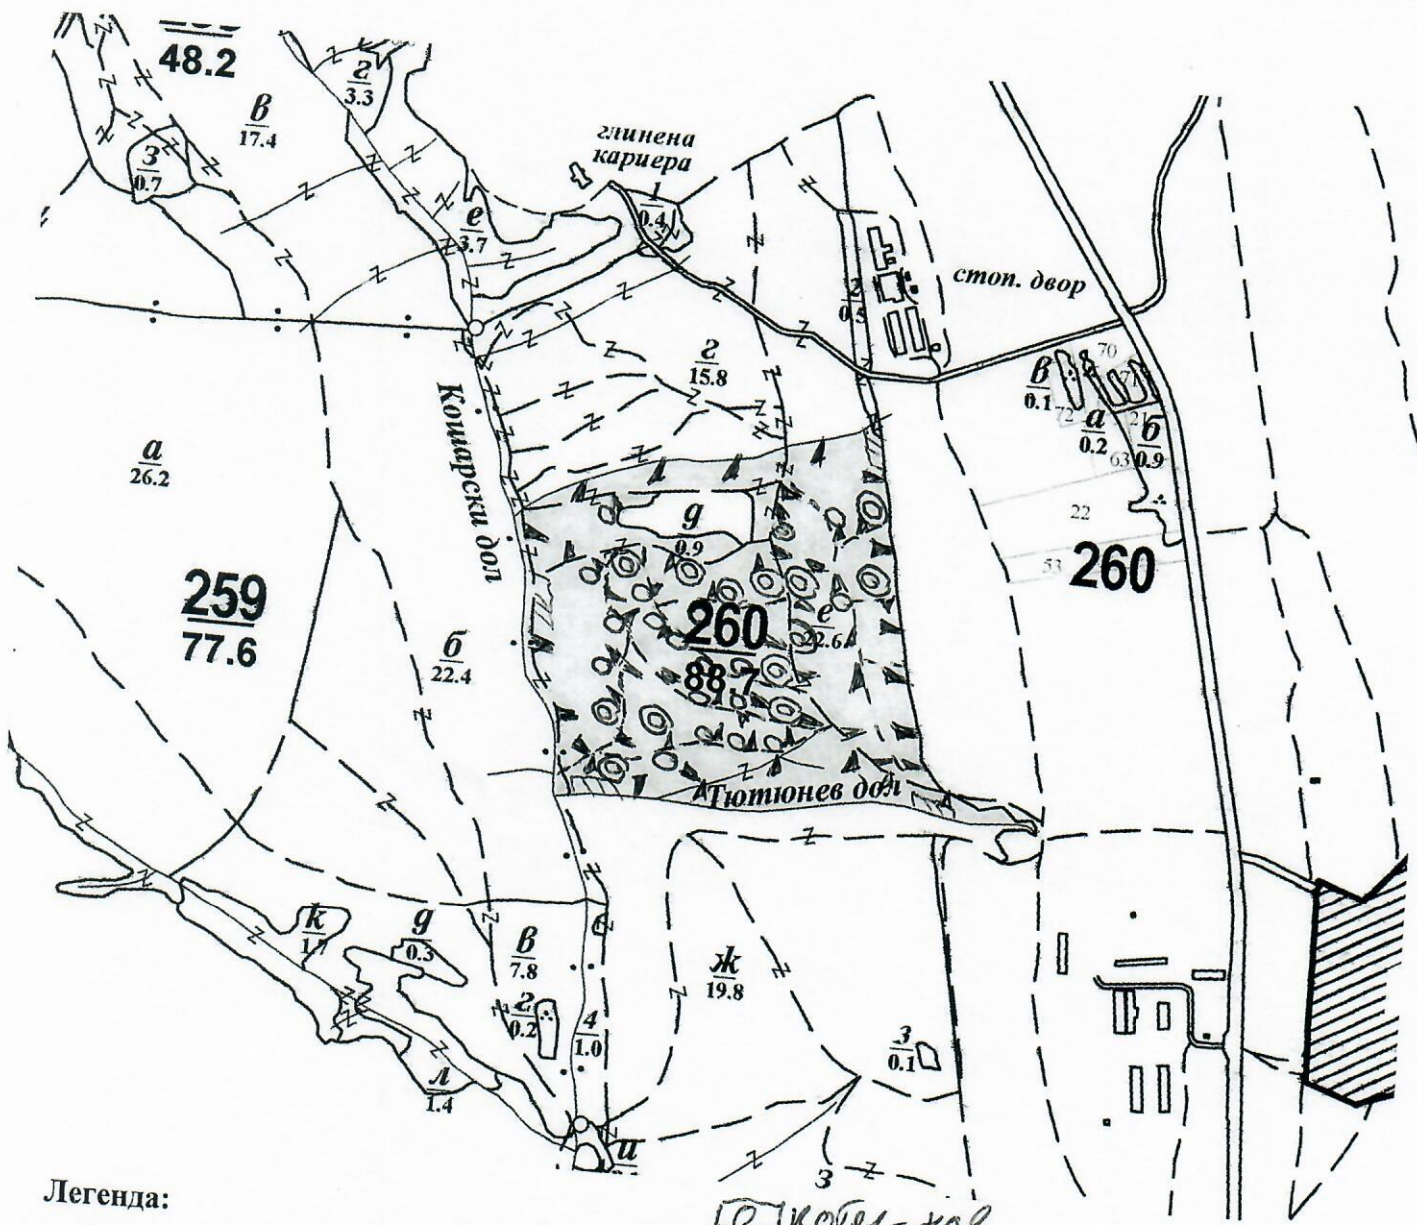 48.2
г
3.3
в
17.4
з
0.7
глинена
кариера
1
0.4
е
3.7
стоп. двор
2
0.5
г
15.8
70
71
в
0.1
72
а
0.2
21
б
0.9
63
Кошарски дол
а
26.2
22
д
0.9
53
260
259
77.6
260
88.7
е
22.6
б
22.4
Тютюнев дол
к
1.7
д
0.3
в
7.8
ж
19.8
г
0.2
4
1.0
з
0.1
л
1.4
и
з
Легенда: